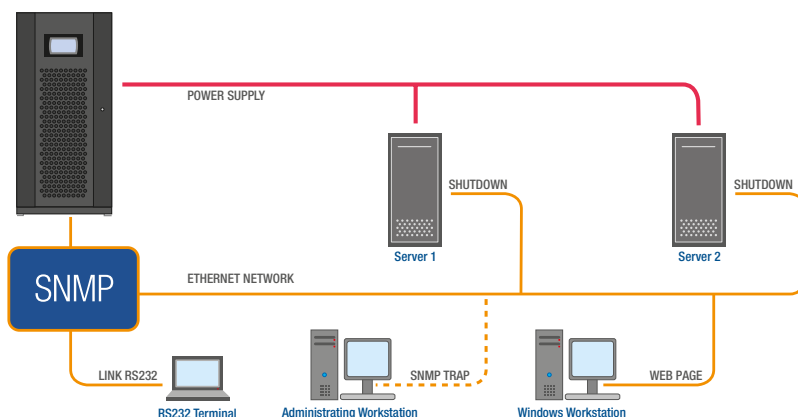 POWER SUPPLY
SHUTDOWN
SHUTDOWN
Server 1
Server 2
SNMP
ETHERNET NETWORK
LINK RS232
SNMP TRAP
WEB PAGE
RS232 Terminal
Administrating Workstation
Windows Workstation